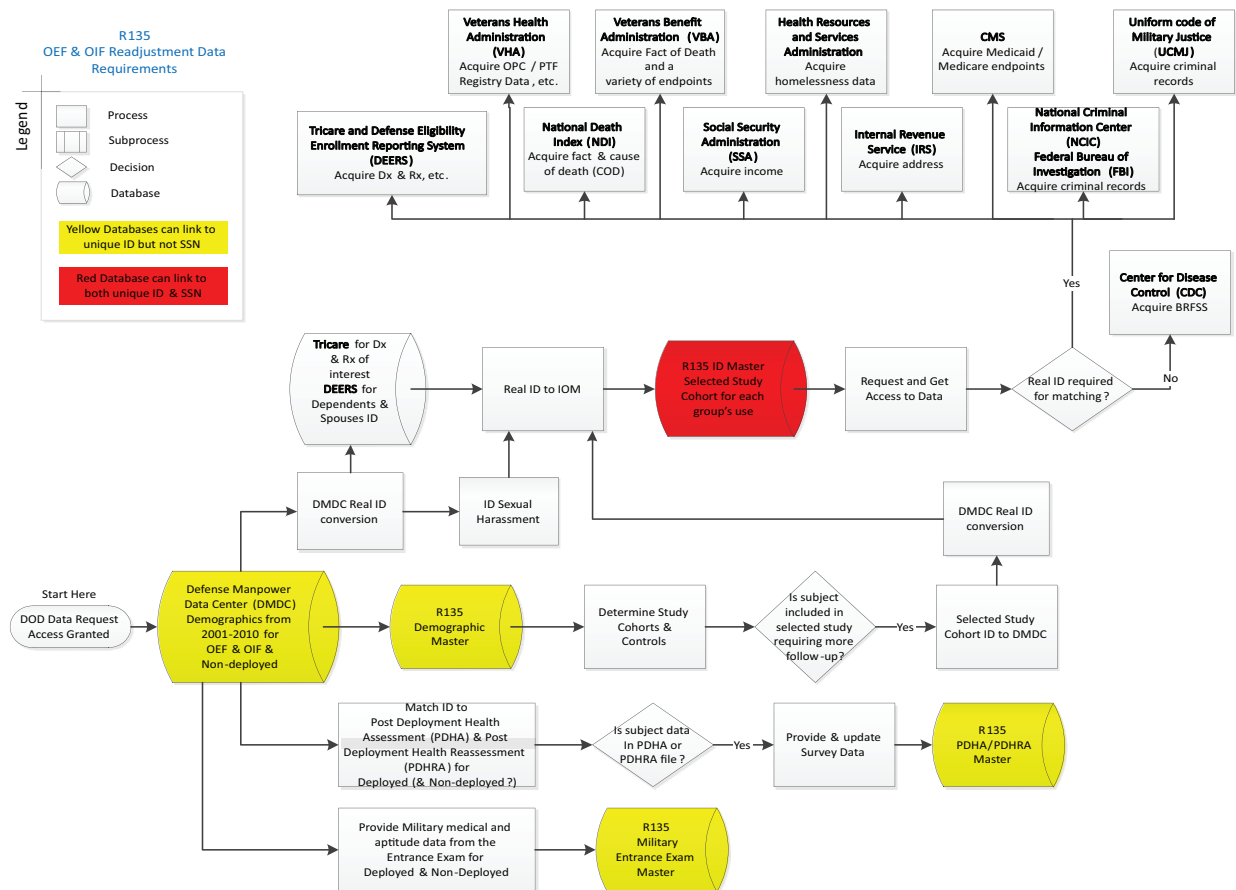 R135
OEF & OIF Readjustment Data
Requirements
Legend
Process
Subprocess
Decision
Database
Yellow Databases can link to
unique ID but not SSN
Red Database can link to
both unique ID & SSN
Veterans Health
Administration (VHA)
Acquire OPC / PTF
Registry Data , etc.
Veterans Benefit
Administration (VBA)
Acquire Fact of Death
and a
variety of endpoints
Health Resources
and Services
Administration
Acquire
homelessness data
CMS
Acquire Medicaid /
Medicare endpoints
Uniform code of
Military Justice
(UCMJ)
Acquire criminal
records
Tricare and Defense Eligibility
Enrollment Reporting System
(DEERS)
Acquire Dx & Rx, etc.
National Death
Index (NDI)
Acquire fact & cause
of death (COD)
Social Security
Administration
(SSA)
Acquire income
Internal Revenue
Service (IRS)
Acquire address
National Criminal
Information Center
(NCIC)
Federal Bureau of
Investigation (FBI)
Acquire criminal records
Yes
Center for Disease
Control (CDC)
Acquire BRFSS
No
Tricare for Dx
& Rx of
interest
DEERS for
Dependents &
Spouses ID
Real ID to IOM
R135 ID Master
Selected Study
Cohort for each
group's use
Request and Get
Access to Data
Real ID required
for matching ?
DMDC Real ID
conversion
ID Sexual
Harassment
DMDC Real ID
conversion
Start Here
DOD Data Request
Access Granted
Defense Manpower
Data Center (DMDC)
Demographics from
2001-2010 for
OEF & OIF &
Non-deployed
R135
Demographic
Master
Determine Study
Cohorts &
Controls
Is subject
included in
selected study
requiring more
follow-up?
Yes
Selected Study
Cohort ID to DMDC
Match ID to
Post Deployment Health
Assessment (PDHA) & Post
Deployment Health Reassessment
(PDHRA) for
Deployed (& Non-deployed ?)
Is subject data
In PDHA or
PDHRA file ?
Yes
Provide & update
Survey Data
R135
PDHA/PDHRA
Master
Provide Military medical and
aptitude data from the
Entrance Exam for
Deployed & Non-Deployed
R135
Military
Entrance Exam
Master